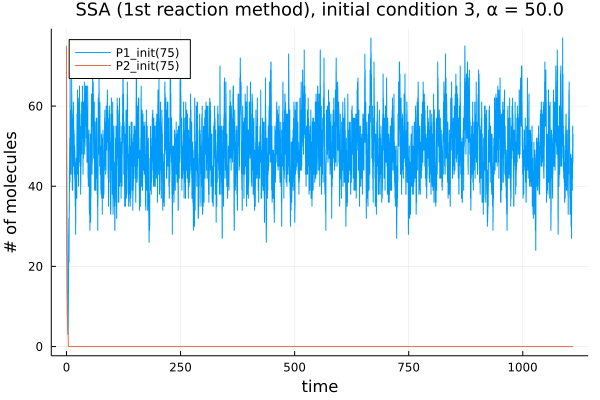 SSA (1st reaction method), initial condition 3, α = 50.0
P1_init(75)
P2_init(75)
# of molecules
60
40
20
0
0 250 500 750 1000
time